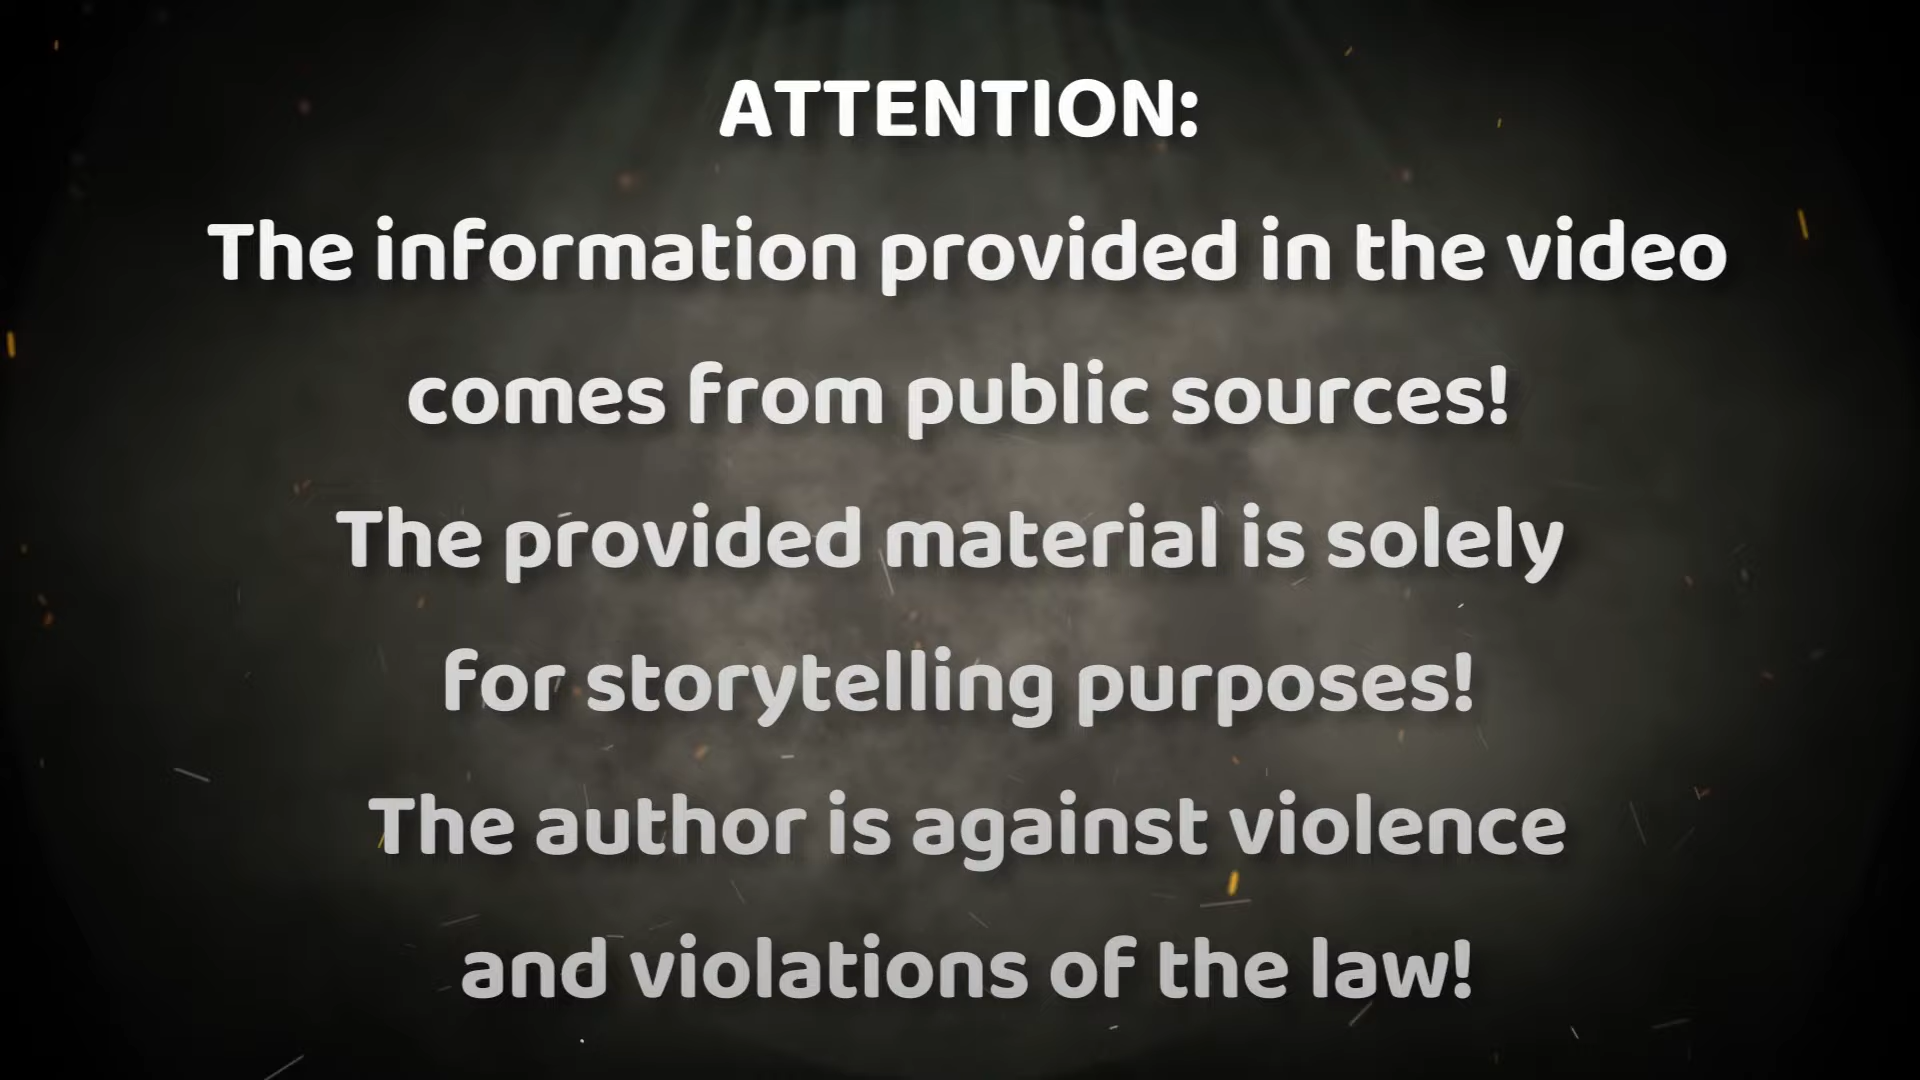 ATTENTION:
The information provided in the video
comes from public sources!
The provided material is solely
for storytelling purposes!
The author is against violence
and violations of the law!